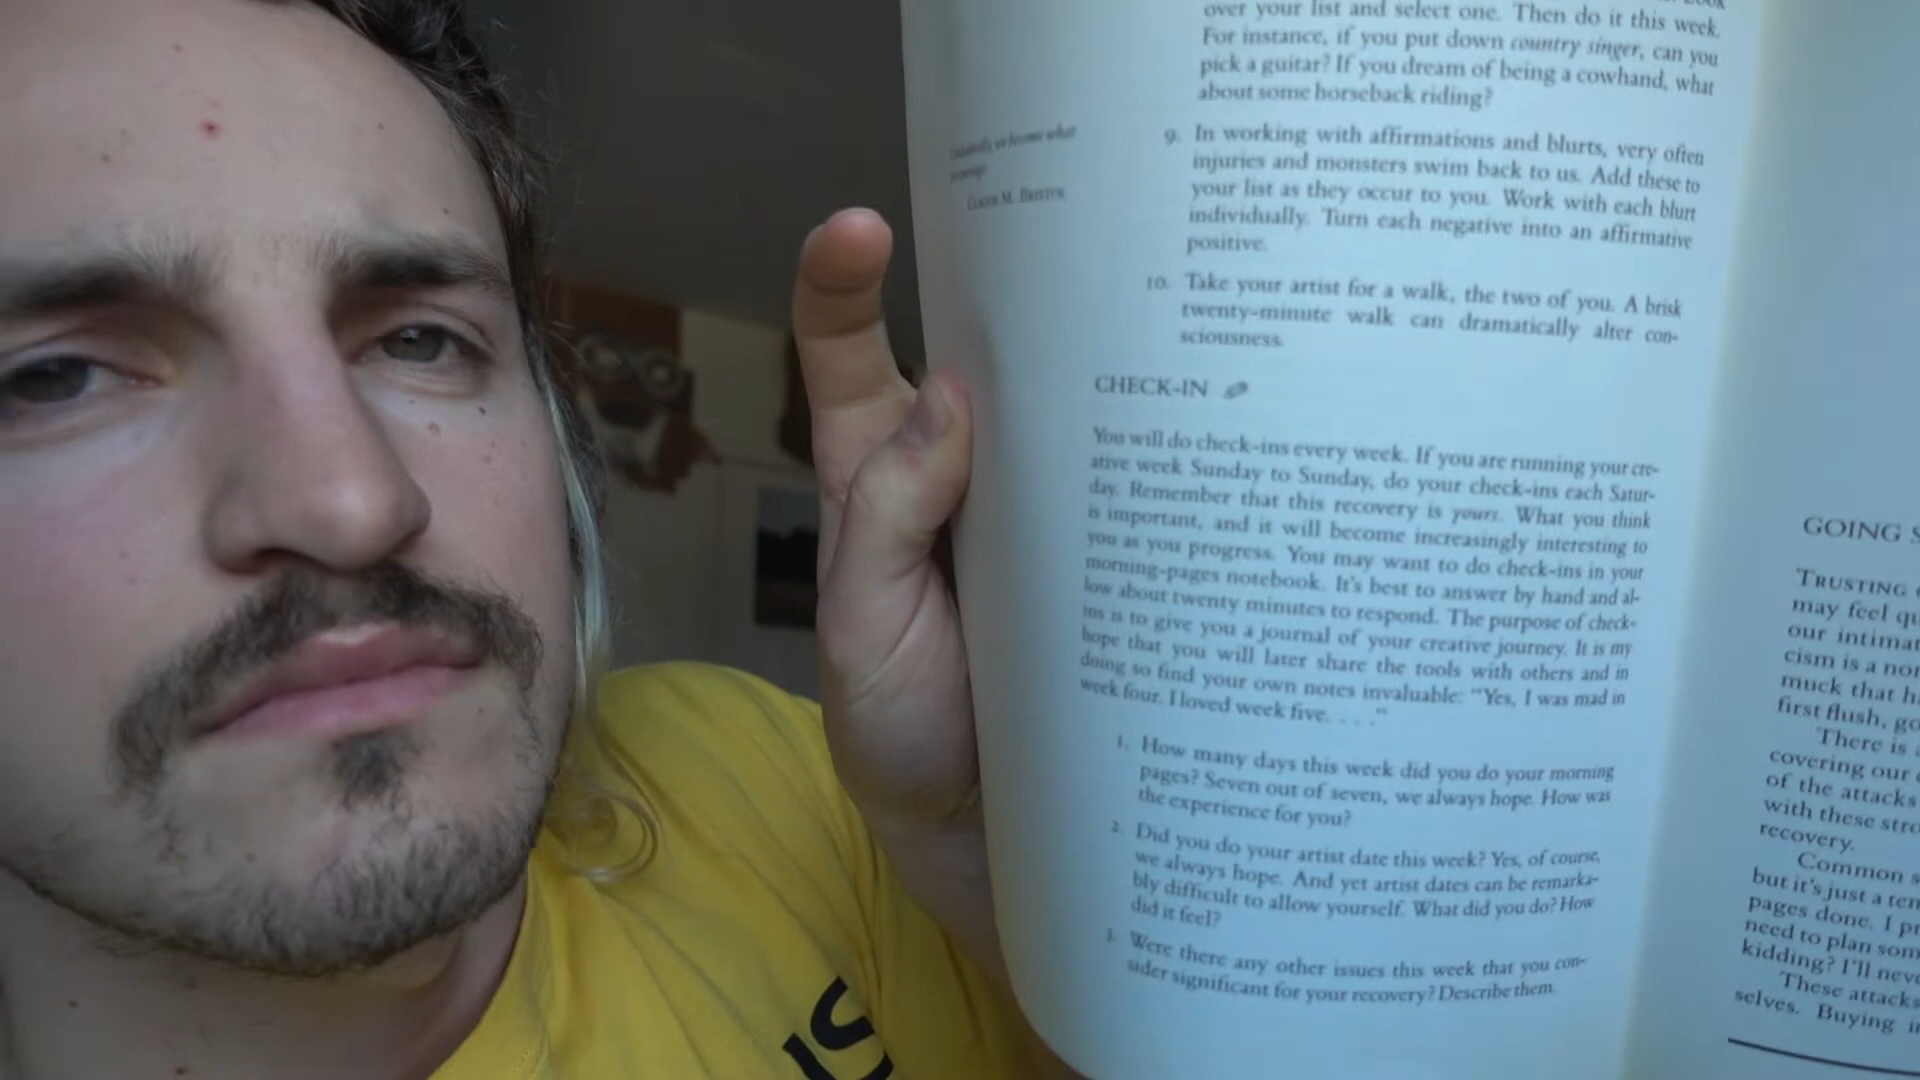 over your list and select one. Then do it this week.
For instance, if you put down country singer, can you
pick a guitar? If you dream of being a cowhand, what
about some horseback riding?
we become what
M.
9. In working with affirmations and blurts, very often
injuries and monsters swim back to us. Add these to
your list as they occur to you. Work with each blurt
individually. Turn each negative into an affirmative
positive.
10. Take your artist for a walk, the two of you. A brisk
twenty-minute walk can dramatically alter con-
sciousness.
CHECK-IN
You will do check-ins every week. If you are running your cre-
ative week Sunday to Sunday, do your check-ins each Satur-
day. Remember that this recovery is yours. What you think
is important, and it will become increasingly interesting to
you as you progress. You may want to do check-ins in your
morning-pages notebook. It's best to answer by hand and al-
low about twenty minutes to respond. The purpose of check-
ins is to give you a journal of your creative journey. It is my
hope that you will later share the tools with others and in
doing so find your own notes invaluable: "Yes, I was mad in
week four. I loved week five. . . ."
1. How many days this week did you do your morning
pages? Seven out of seven, we always hope. How was
the experience for you?
2. Did you do your artist date this week? Yes, of course,
we always hope. And yet artist dates can be remarka-
bly difficult to allow yourself. What did you do? How
did it feel?
3. Were there any other issues this week that you con-
sider significant for your recovery? Describe them.
GOING S
TRUSTING
may feel qu
our intimat
cism is a nor
muck that h
first flush, go
There is
covering our
of the attacks
with these stro
recovery.
Common s
but it's just a ten
pages done. I pr
need to plan som
kidding? I'll neve
These attacks
selves. Buying i
US